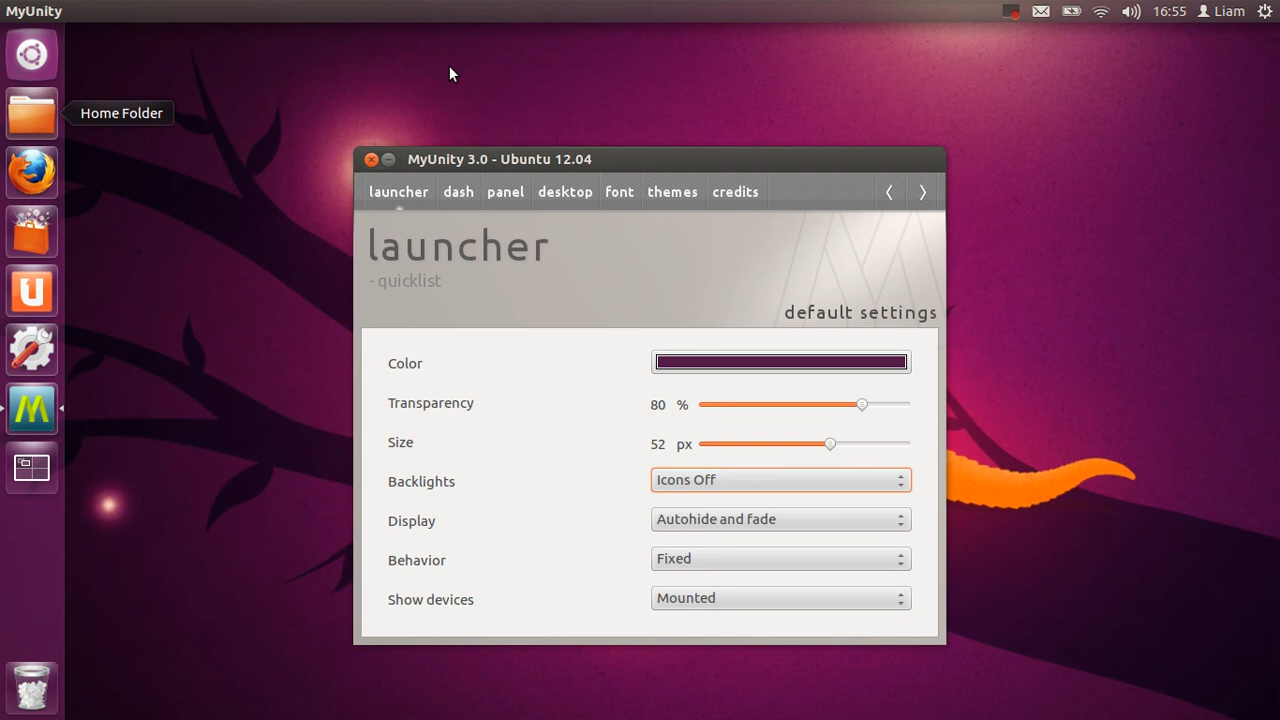 MyUnity 16:55 Liam
Home Folder
MyUnity 3.0 - Ubuntu 12.04
launcher dash panel desktop font themes credits
launcher
- quicklist
default settings
Color
Transparency 80 %
Size 52 px
Backlights Icons Off
Display Autohide and fade
Behavior Fixed
Show devices Mounted